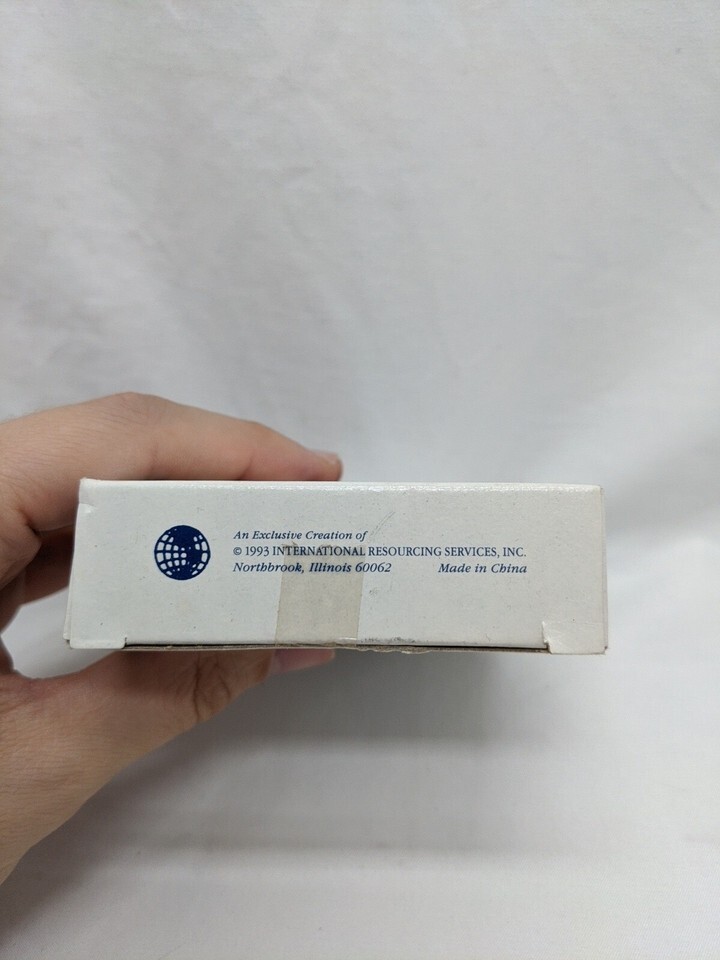 An Exclusive Creation of
© 1993 INTERNATIONAL RESOURCING SERVICES, INC.
Northbrook, Illinois 60062 Made in China